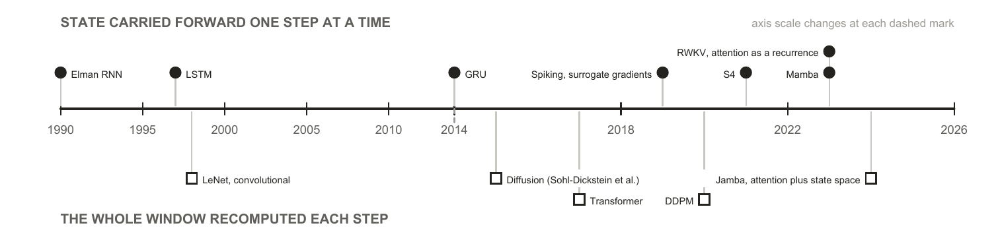 STATE CARRIED FORWARD ONE STEP AT A TIME
axis scale changes at each dashed mark
RWKV, attention as a recurrence
Elman RNN
LSTM
GRU
Spiking, surrogate gradients
S4
Mamba
1990
1995
2000
2005
2010
2014
2018
2022
2026
LeNet, convolutional
Diffusion (Sohl-Dickstein et al.)
Jamba, attention plus state space
Transformer
DDPM
THE WHOLE WINDOW RECOMPUTED EACH STEP